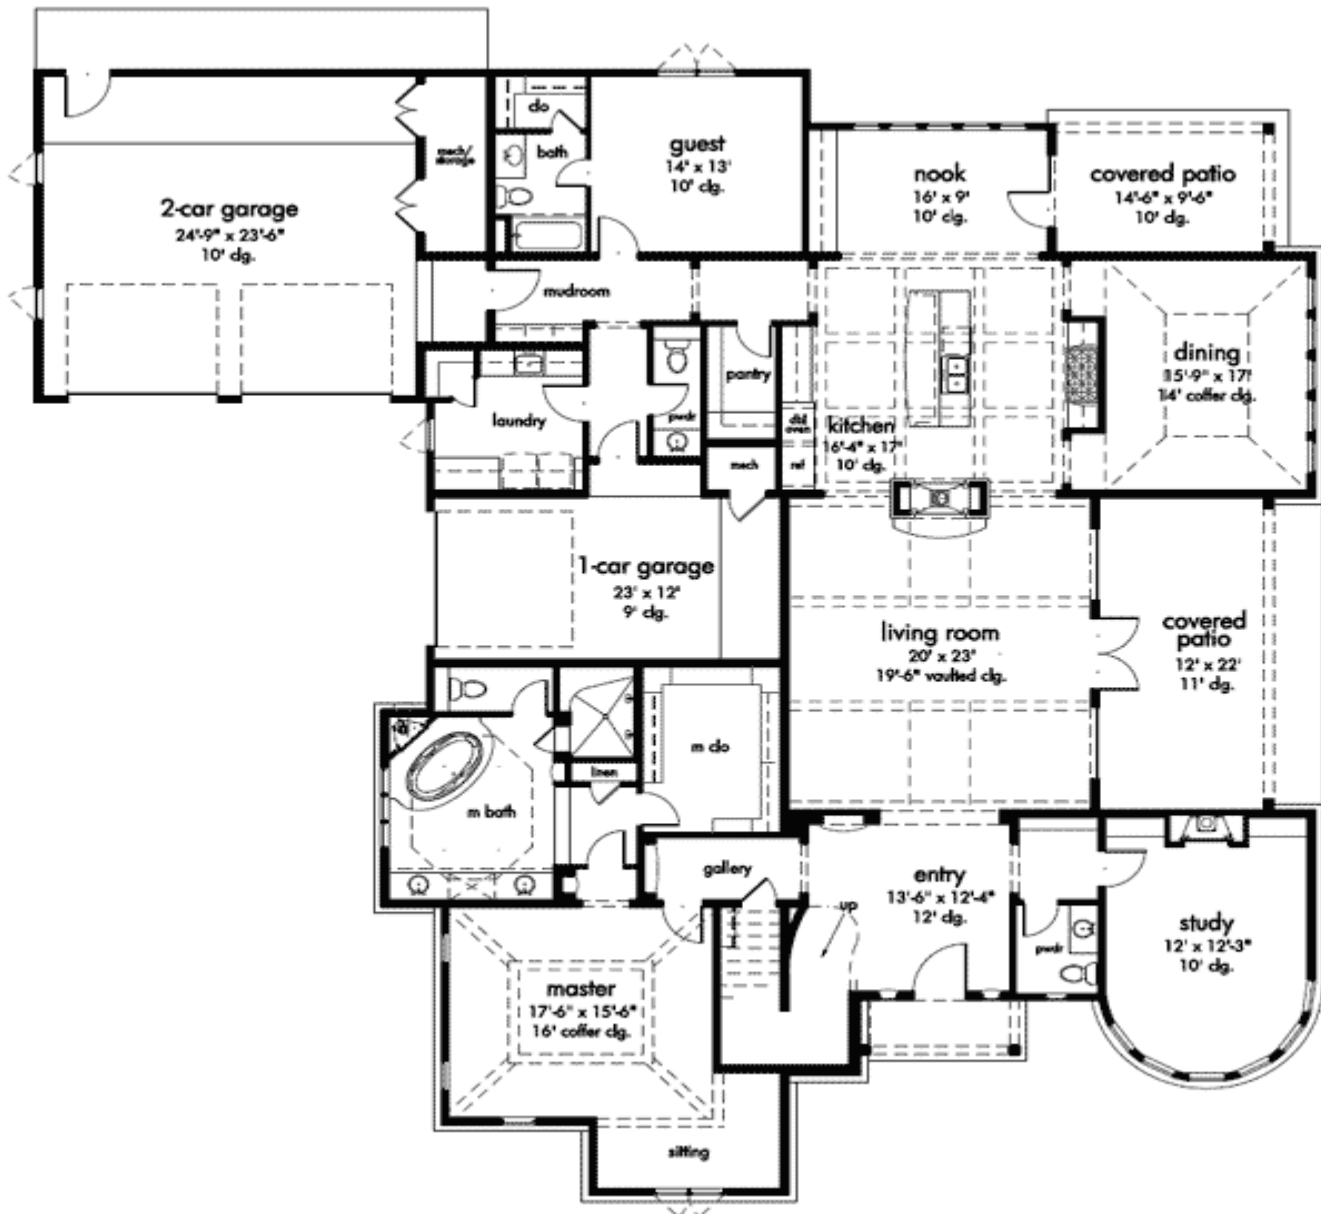 clo
bath
guest
14' x 13'
10' clg.
mech/
storage
2-car garage
24'-9" x 23'-6"
10' clg.
nook
16' x 9'
10' clg.
covered patio
14'-6" x 9'-6"
10' clg.
mudroom
pantry
pwdr
laundry
dbl
oven
ref
kitchen
16'-4" x 17'
10' clg.
dining
15'-9" x 17'
14' coffer clg.
mech
1-car garage
23' x 12'
9' clg.
living room
20' x 23'
19'-6" vaulted clg.
covered
patio
12' x 22'
11' clg.
m clo
linen
m bath
gallery
entry
13'-6" x 12'-4"
12' clg.
up
pwdr
study
12' x 12'-3"
10' clg.
master
17'-6" x 15'-6"
16' coffer clg.
sitting